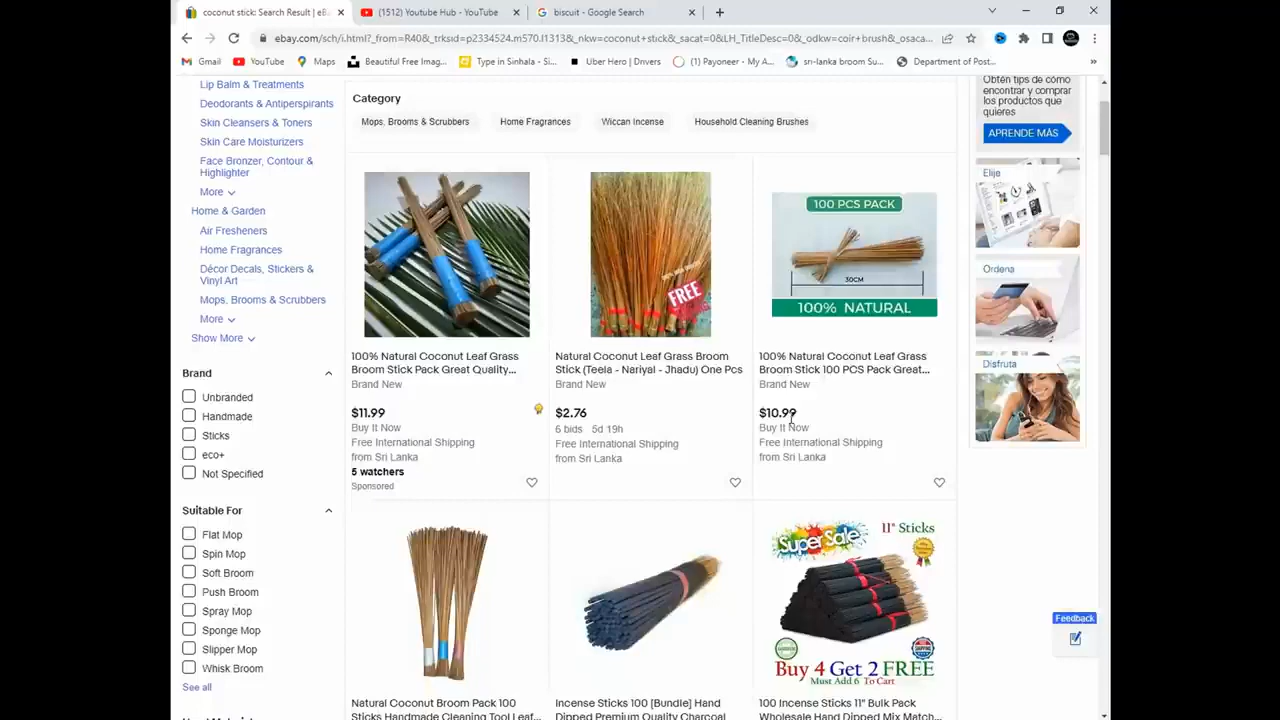 coconut stick: Search Result | eB
(1512) Youtube Hub - YouTube
biscuit - Google Search
ebay.com/sch/i.html?_from=R40&_trksid=p2334524.m570.l1313&_nkw=coconut+stick&_sacat=0&LH_TitleDesc=0&_odkw=coir+brush&_osaca...
Gmail
YouTube
Maps
Beautiful Free Imag...
Type in Sinhala - Si...
Uber Hero | Drivers
(1) Payoneer - My A...
sri-lanka broom Su...
Department of Post...
»
Lip Balm & Treatments
Deodorants & Antiperspirants
Skin Cleansers & Toners
Skin Care Moisturizers
Face Bronzer, Contour &
Highlighter
More
Home & Garden
Air Fresheners
Home Fragrances
Décor Decals, Stickers &
Vinyl Art
Mops, Brooms & Scrubbers
More
Show More
Brand
Unbranded
Handmade
Sticks
eco+
Not Specified
Suitable For
Flat Mop
Spin Mop
Soft Broom
Push Broom
Spray Mop
Sponge Mop
Slipper Mop
Whisk Broom
See all
Category
Mops, Brooms & Scrubbers
Home Fragrances
Wiccan Incense
Household Cleaning Brushes
100% Natural Coconut Leaf Grass
Broom Stick Pack Great Quality...
Brand New
$11.99
Buy It Now
Free International Shipping
from Sri Lanka
5 watchers
Sponsored
FREE
Natural Coconut Leaf Grass Broom
Stick (Teela - Nariyal - Jhadu) One Pcs
Brand New
$2.76
6 bids 5d 19h
Free International Shipping
from Sri Lanka
100 PCS PACK
30CM
100% NATURAL
100% Natural Coconut Leaf Grass
Broom Stick 100 PCS Pack Great...
Brand New
$10.99
Buy It Now
Free International Shipping
from Sri Lanka
Natural Coconut Broom Pack 100
Sticks Handmade Cleaning Tool Leaf...
Incense Sticks 100 [Bundle] Hand
Dipped Premium Quality Charcoal
Super Sale
11" Sticks
Buy 4 Get 2 FREE
Must Add 6 To Cart
100 Incense Sticks 11" Bulk Pack
Wholesale Hand Dipped Mix Match
Obtén tips de cómo
encontrar y comprar
los productos que
quieres
APRENDE MÁS
Elije
Ordena
Disfruta
Feedback